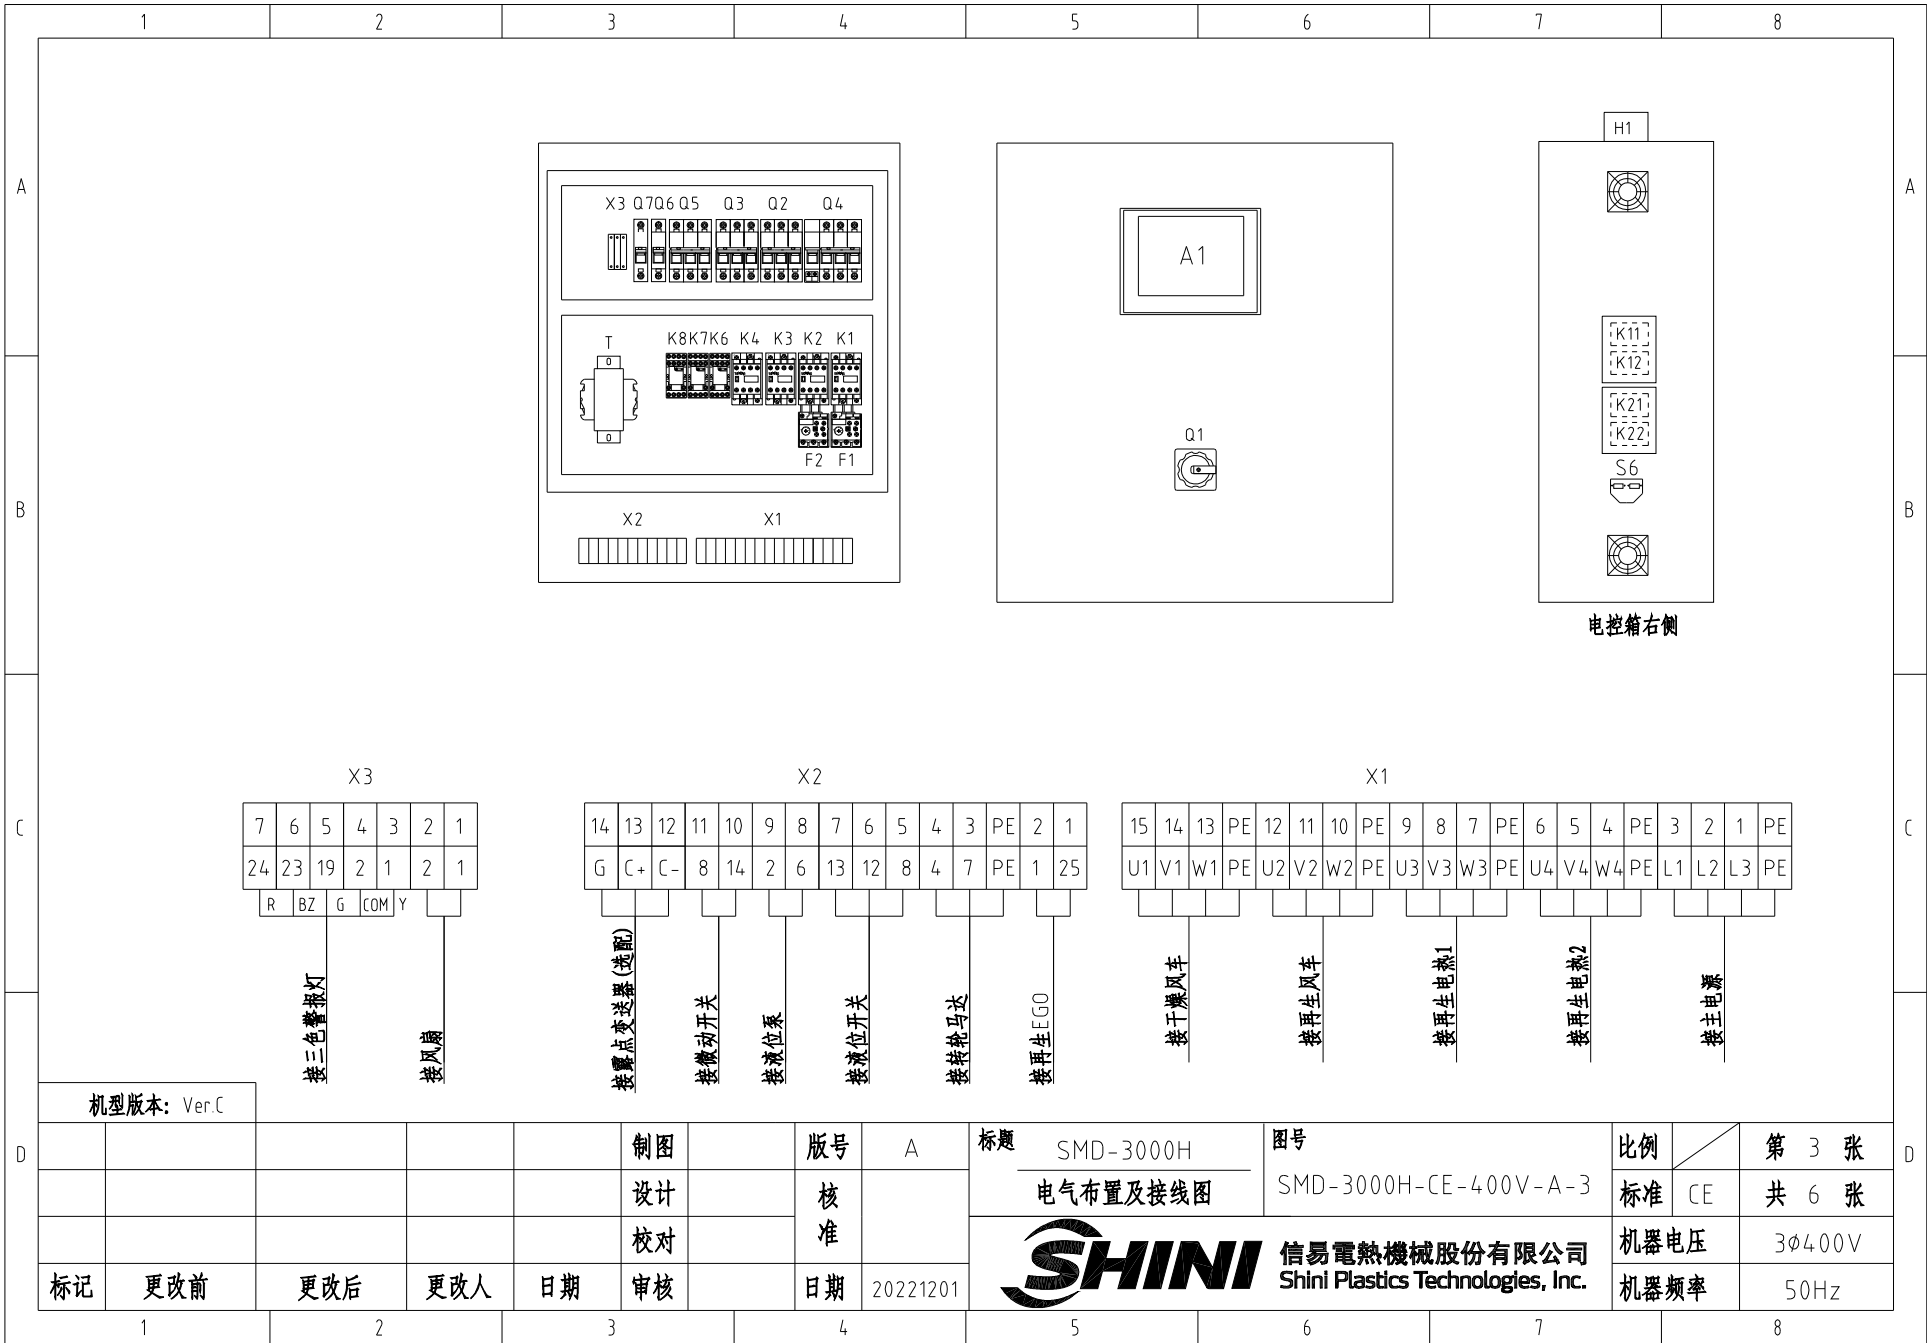 1 2 3 4 5 6 7 8
A A
H1
X3 Q7 Q6 Q5 Q3 Q2 Q4
A1
K11
K12
T K8 K7 K6 K4 K3 K2 K1
K21
K22
Q1
F2 F1
S6
B B
X2 X1
电控箱右侧
X3 X2 X1
C C
7 6 5 4 3 2 1
24 23 19 2 1 2 1
R BZ G COM Y
14 13 12 11 10 9 8 7 6 5 4 3 PE 2 1
G C+ C- 8 14 2 6 13 12 8 4 7 PE 1 25
15 14 13 PE 12 11 10 PE 9 8 7 PE 6 5 4 PE 3 2 1 PE
U1 V1 W1 PE U2 V2 W2 PE U3 V3 W3 PE U4 V4 W4 PE L1 L2 L3 PE
接三色警报灯
接风扇
接露点变送器(选配)
接微动开关
接液位泵
接液位开关
接转轮马达
接再生EGO
接干燥风车
接再生风车
接再生电热1
接再生电热2
接主电源
机型版本: Ver.C
D D
制图 版号 A
设计 核准
校对
标记 更改前 更改后 更改人 日期 审核 日期 20221201
标题 SMD-3000H
电气布置及接线图
图号
SMD-3000H-CE-400V-A-3
比例 第 3 张
标准 CE 共 6 张
机器电压 3Ø400V
机器频率 50Hz
SHINI
信易電熱機械股份有限公司
Shini Plastics Technologies, Inc.
1 2 3 4 5 6 7 8